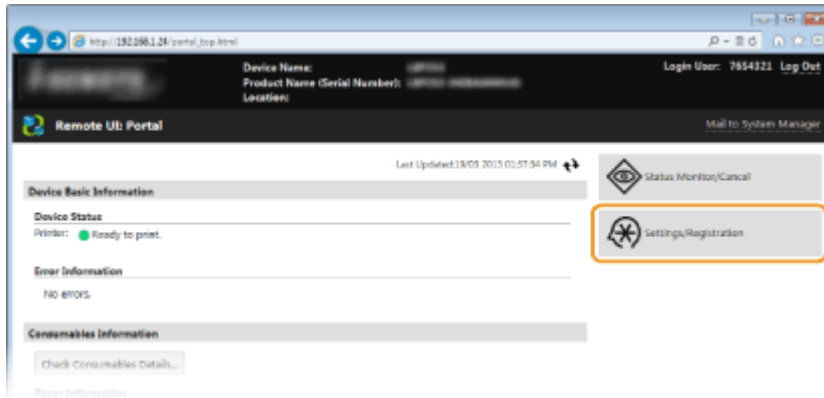 http://192.168.1.24/portal_top.html
Device Name:
Product Name (Serial Number):
Location:
Login User: 7654321 Log Out
Remote UI: Portal
Mail to System Manager
Last Updated:19/03 2015 01:57:34 PM
Status Monitor/Cancel
Device Basic Information
Device Status
Printer: Ready to print.
Settings/Registration
Error Information
No errors.
Consumables Information
Check Consumables Details...
Paper Information